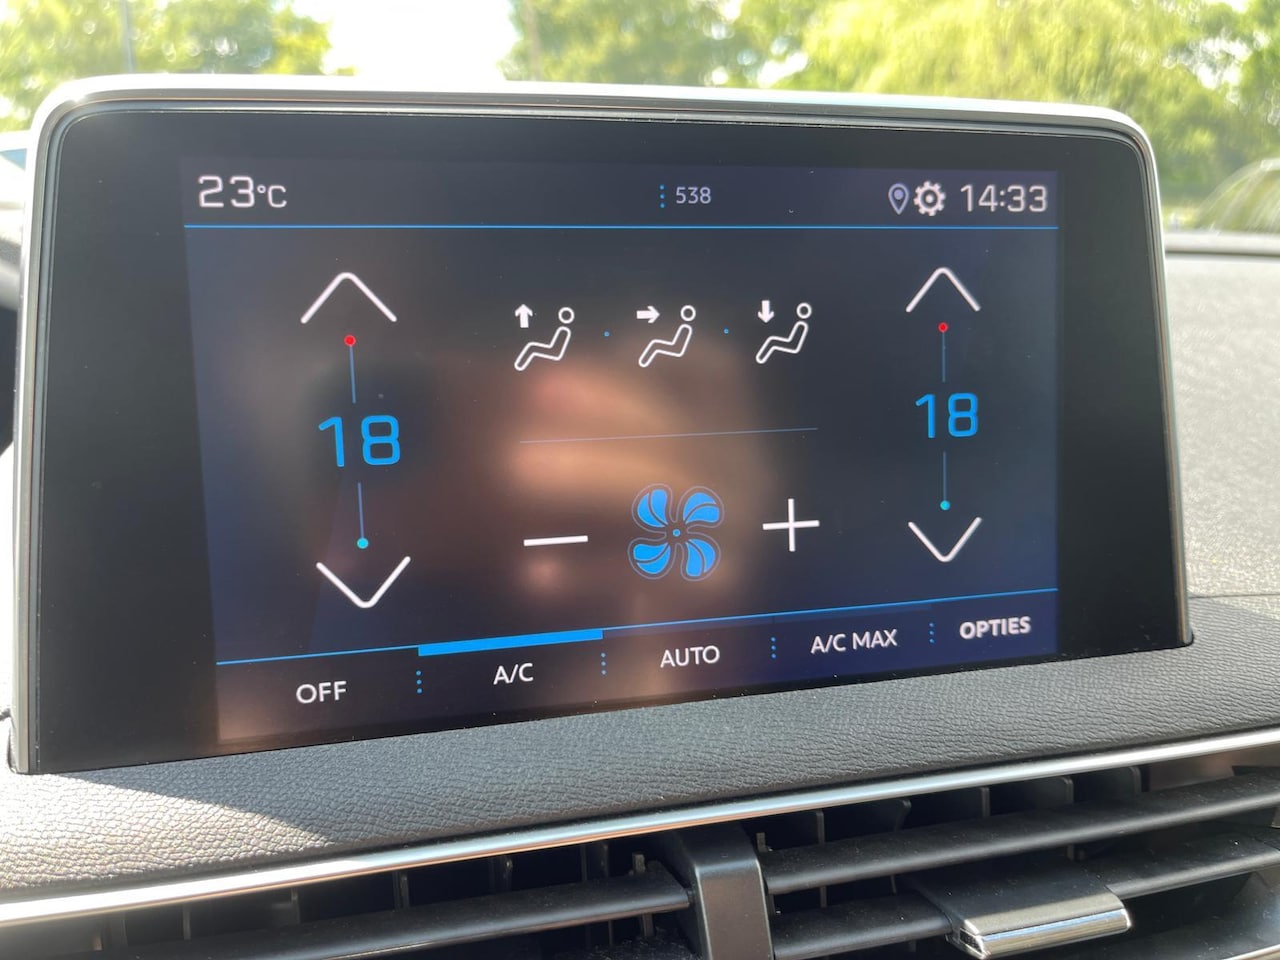 23°C 538 14:33
18 18
OFF A/C AUTO A/C MAX OPTIES